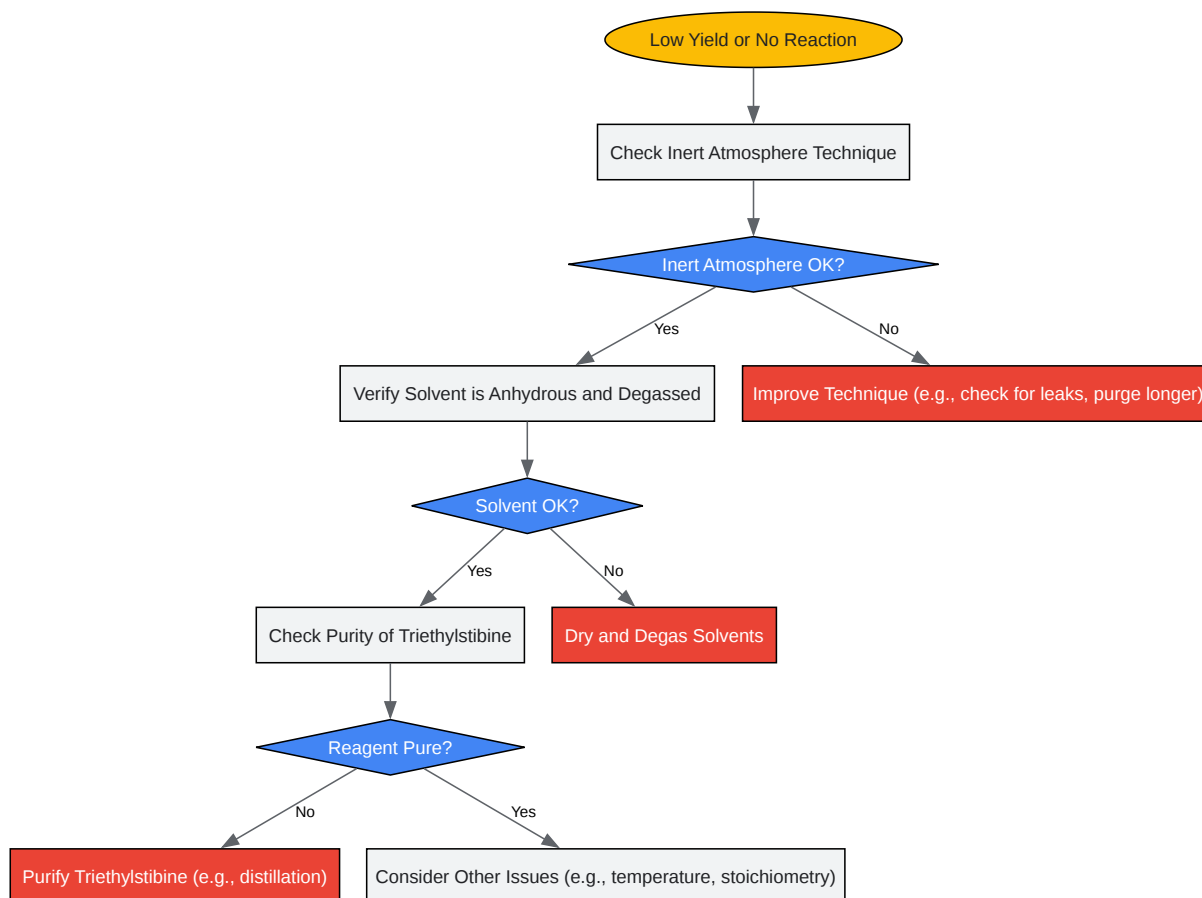 Low Yield or No Reaction
Check Inert Atmosphere Technique
Inert Atmosphere OK?
Yes
No
Verify Solvent is Anhydrous and Degassed
Improve Technique (e.g., check for leaks, purge longer)
Solvent OK?
Yes
No
Check Purity of Triethylstibine
Dry and Degas Solvents
Reagent Pure?
No
Yes
Purify Triethylstibine (e.g., distillation)
Consider Other Issues (e.g., temperature, stoichiometry)